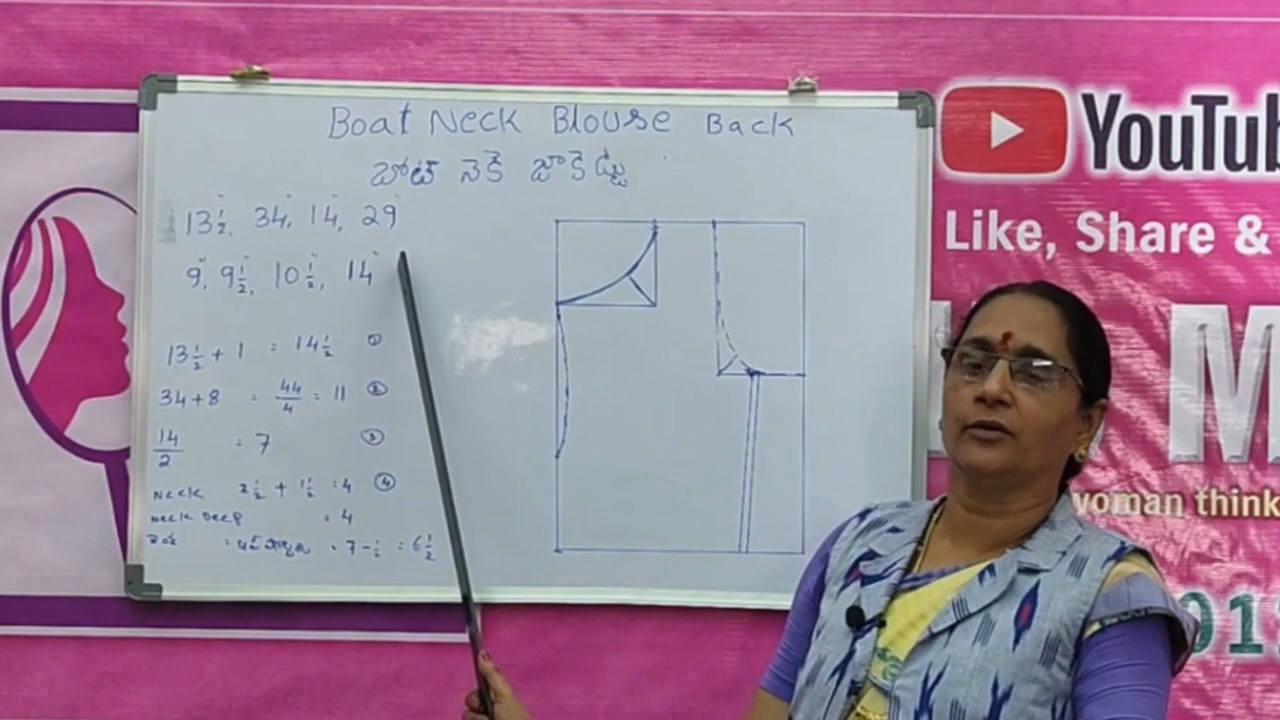 Boat Neck Blouse Back
బోట్ నెక్ జాకెట్టు
13½", 34", 14", 29"
9", 9½", 10½", 14"
13½ + 1 = 14½ ①
34+8 = 44/4 = 11 ②
14/2 = 7 ③
Neck 2½ + 1½ = 4 ④
Neck Deep = 4
= 7 - ½ = 6½
YouTub
Like, Share &
M
woman think
01